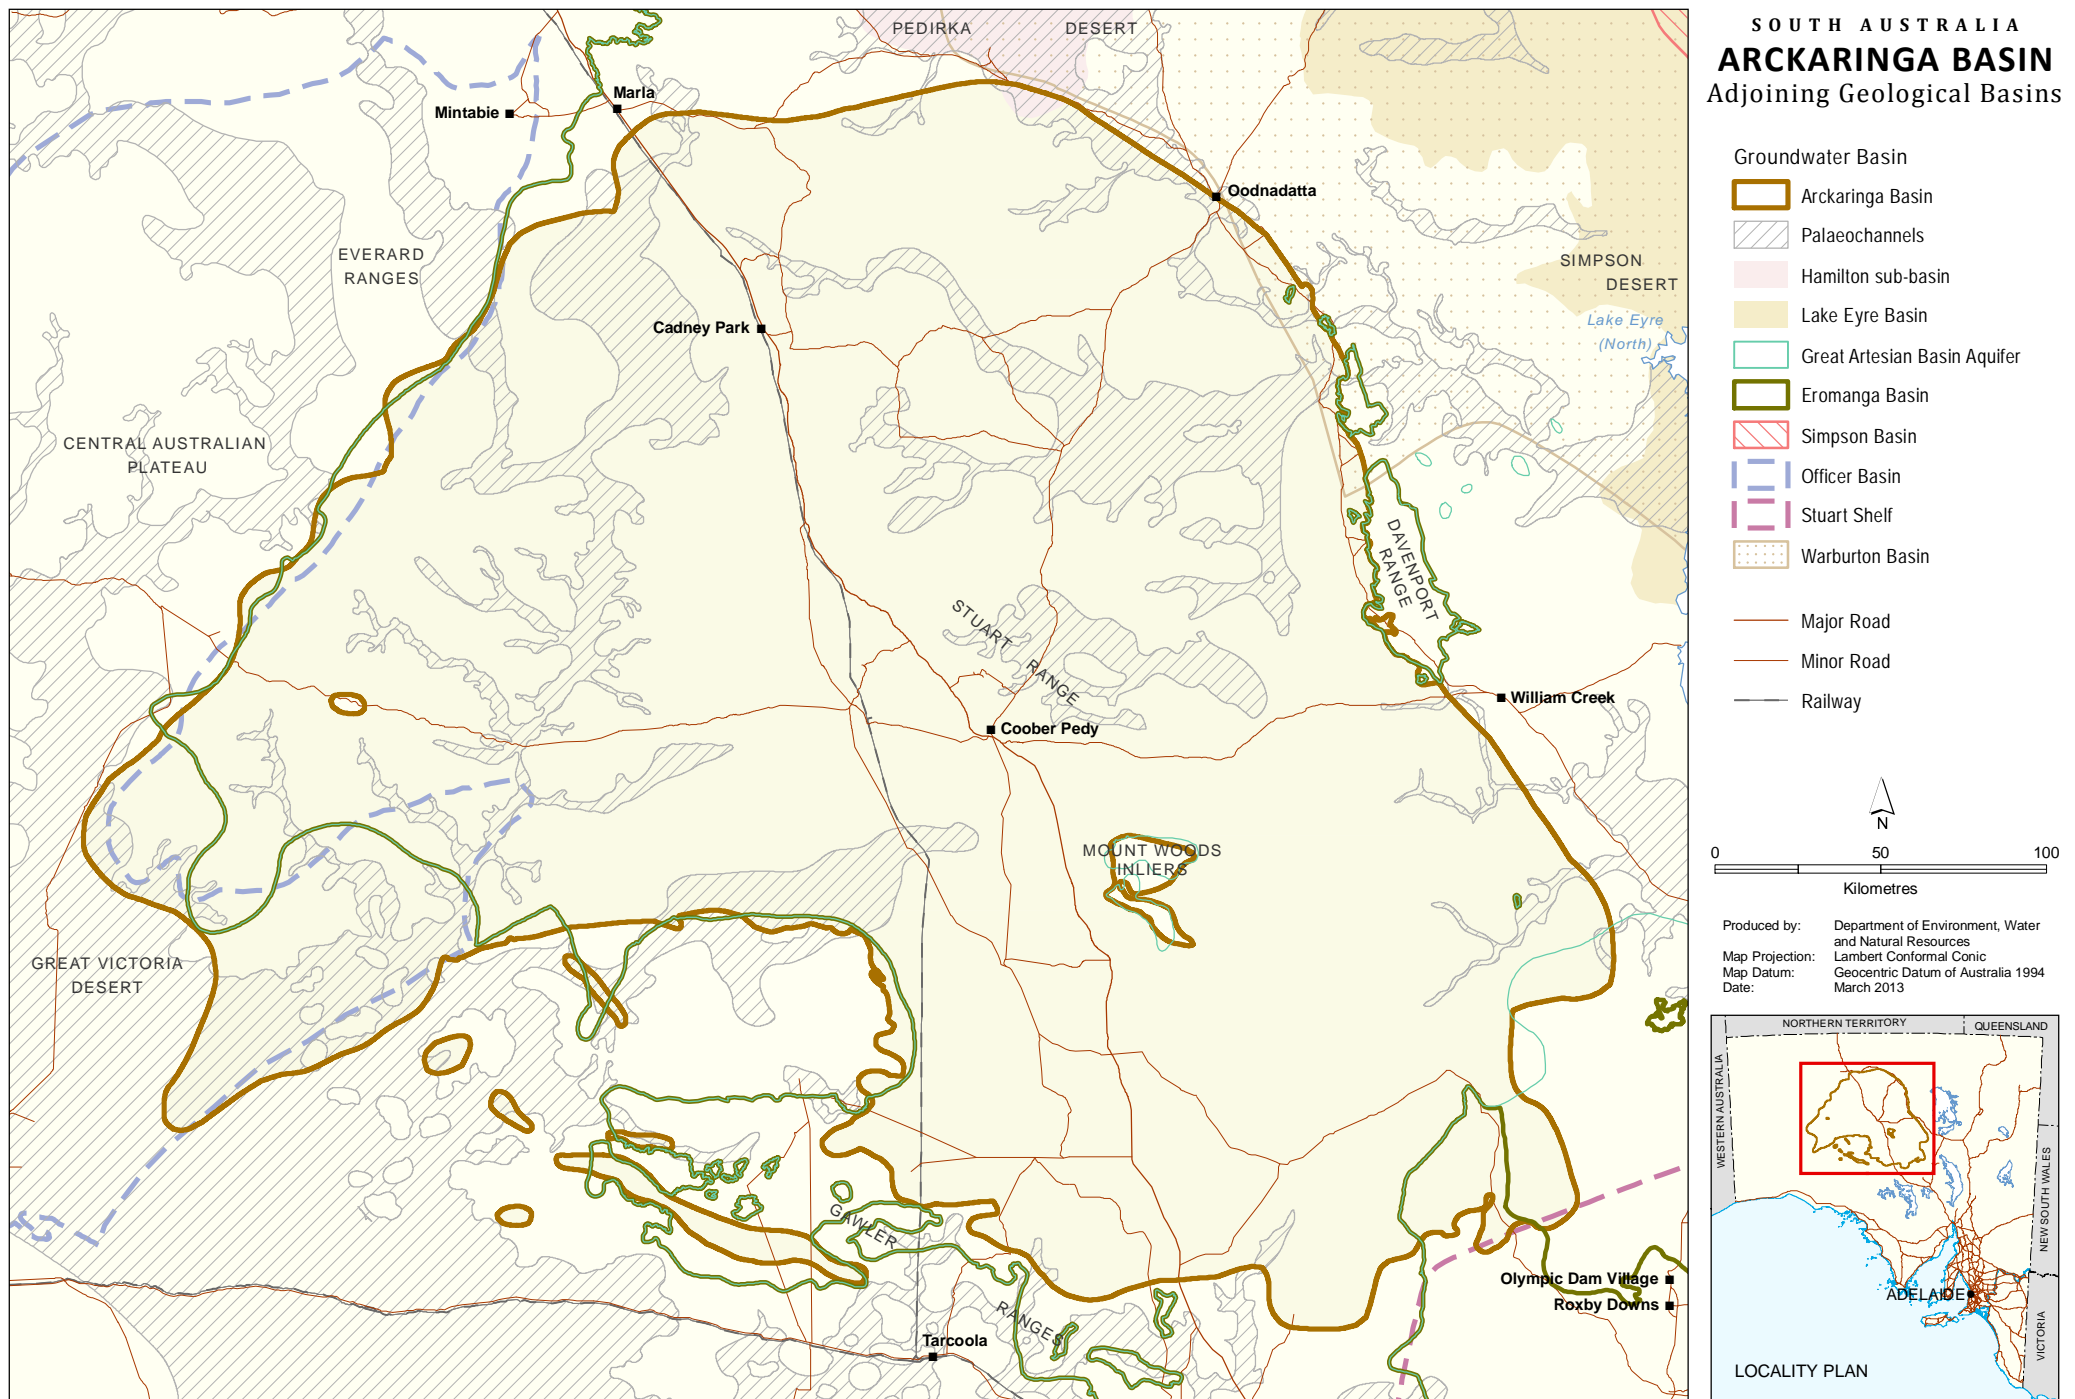 SOUTH AUSTRALIA
ARCKARINGA BASIN
Adjoining Geological Basins
Groundwater Basin
Arckaringa Basin
Palaeochannels
Hamilton sub-basin
Lake Eyre Basin
Great Artesian Basin Aquifer
Eromanga Basin
Simpson Basin
Officer Basin
Stuart Shelf
Warburton Basin
Major Road
Minor Road
Railway
N
0 50 100
Kilometres
Produced by: Department of Environment, Water
and Natural Resources
Map Projection: Lambert Conformal Conic
Map Datum: Geocentric Datum of Australia 1994
Date: March 2013
NORTHERN TERRITORY
QUEENSLAND
WESTERN AUSTRALIA
NEW SOUTH WALES
VICTORIA
ADELAIDE
LOCALITY PLAN
PEDIRKA DESERT
Marla
Mintabie
Oodnadatta
EVERARD
RANGES
SIMPSON
DESERT
Lake Eyre
(North)
Cadney Park
CENTRAL AUSTRALIAN
PLATEAU
DAVENPORT
RANGE
STUART RANGE
William Creek
Coober Pedy
MOUNT WOODS
INLIERS
GREAT VICTORIA
DESERT
GAWLER
RANGES
Olympic Dam Village
Roxby Downs
Tarcoola